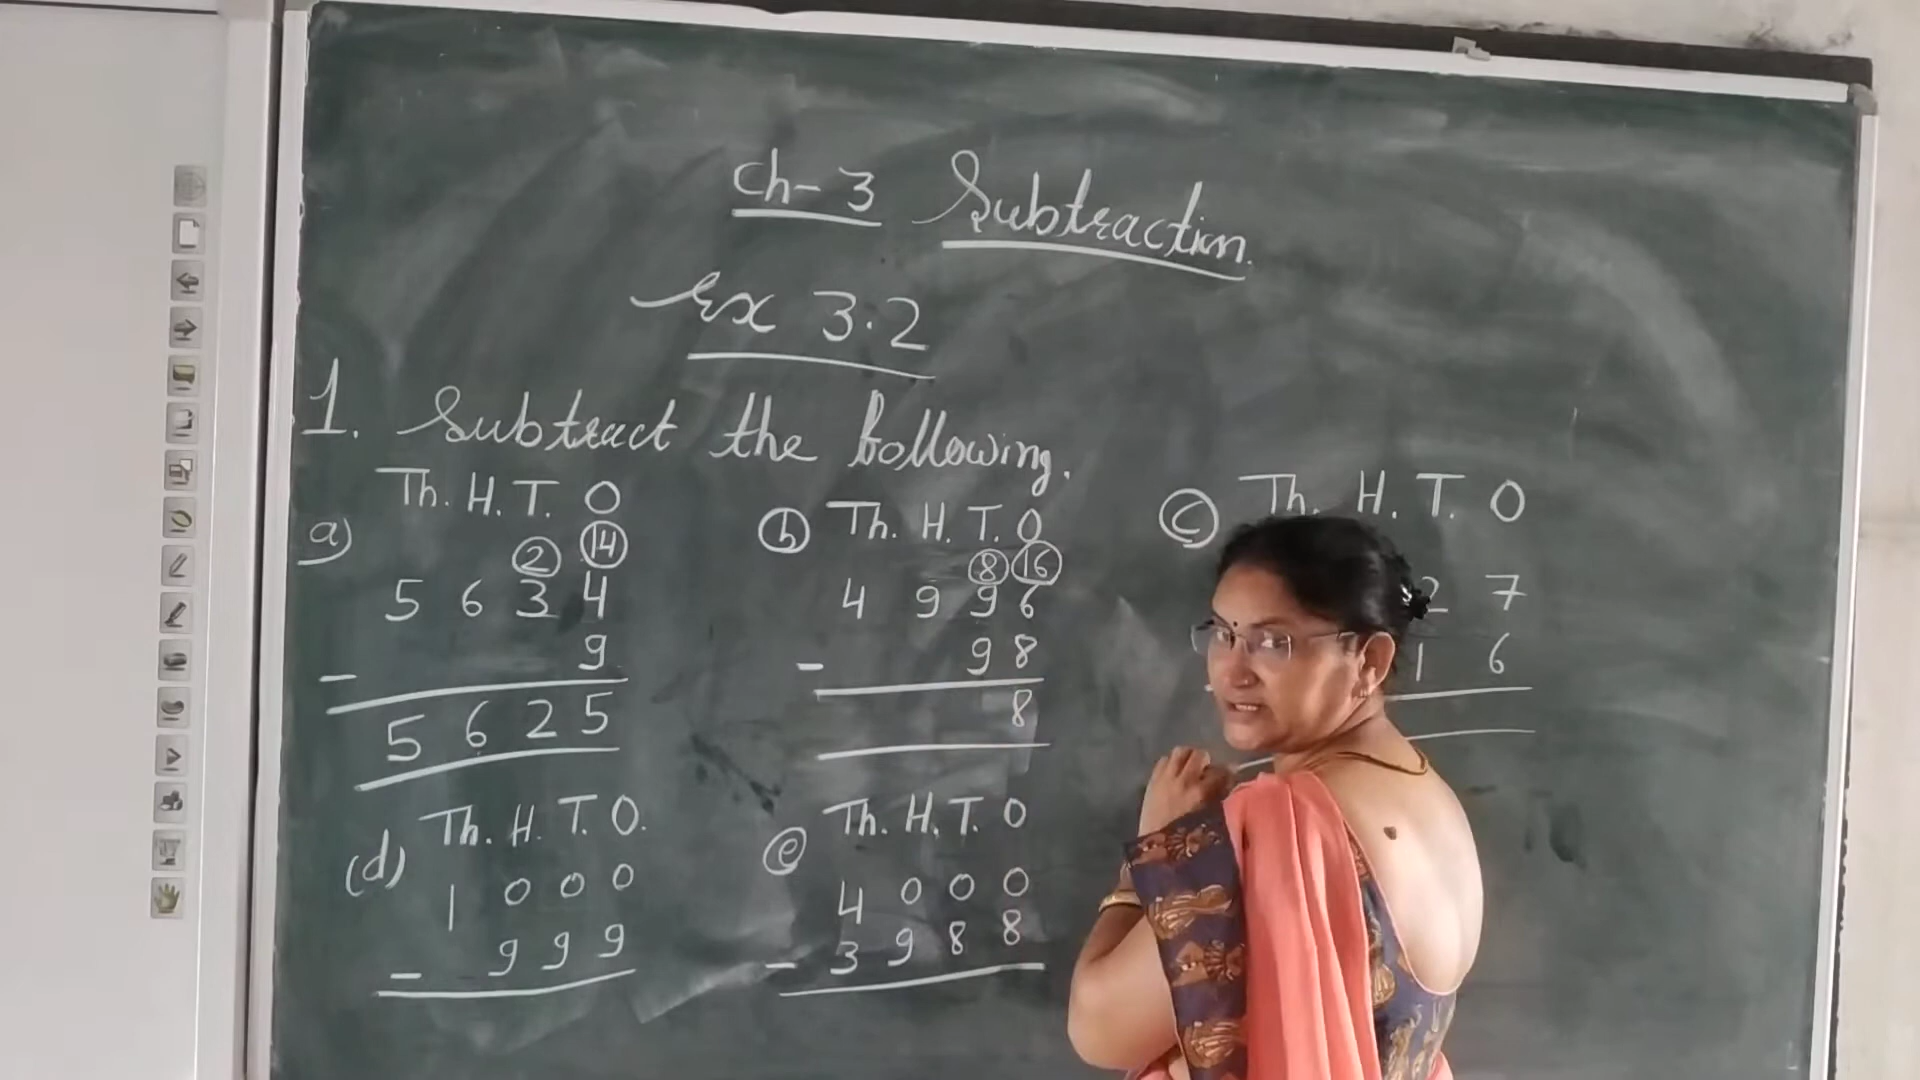 Ch-3 Subtraction.
Ex 3.2
1. Subtract the following.
a) Th. H. T. O
2 14
5 6 3 4
- 9
5 6 2 5
b Th. H. T. O
8 16
4 9 9 6
- 9 8
8
c Th. H. T. O
2 7
1 6
(d) Th. H. T. O.
1 0 0 0
- 9 9 9
e Th. H. T. O
4 0 0 0
- 3 9 8 8